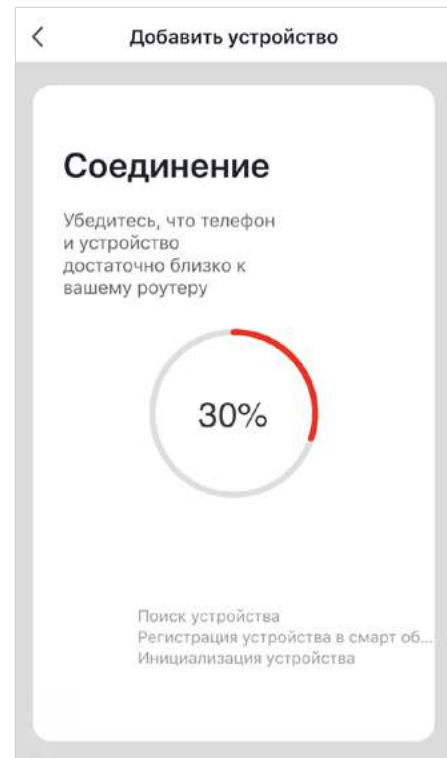 Добавить устройство
Соединение
Убедитесь, что телефон
и устройство
достаточно близко к
вашему роутеру
30%
Поиск устройства
Регистрация устройства в смарт об...
Инициализация устройства